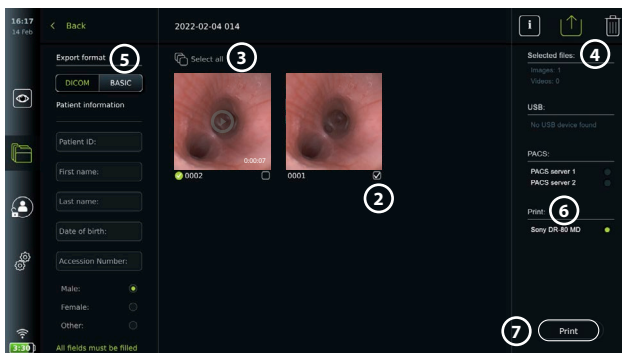 16:17
14 Feb
Back
2022-02-04 014
i
Export format
5
DICOM
BASIC
Patient information
Patient ID:
First name:
Last name:
Date of birth:
Accession Number:
Male:
Female:
Other:
All fields must be filled
Select all
3
0:00:07
0002
0001
2
Selected files:
4
Images: 1
Videos: 0
USB:
No USB device found
PACS:
PACS server 1
PACS server 2
Print:
6
Sony DR-80 MD
7
Print
3:30